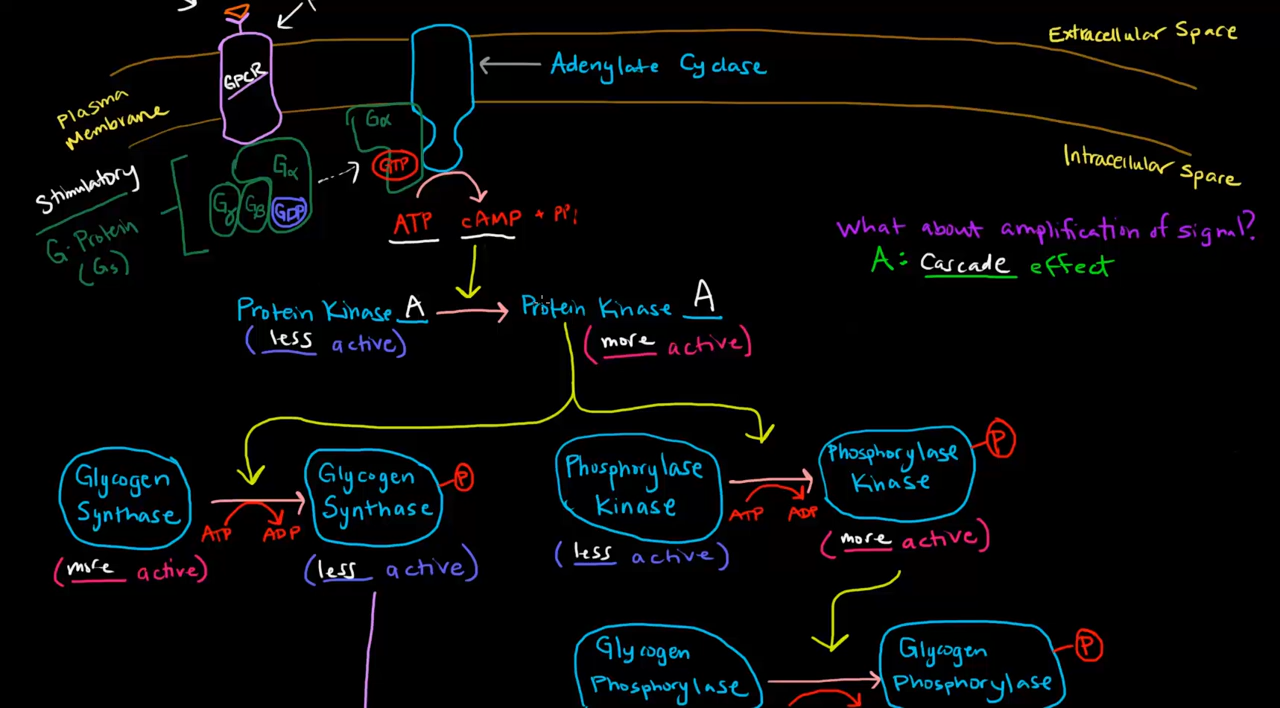 Extracellular Space
GPCR
Adenylate Cyclase
Plasma
Membrane
Gα
Intracellular Space
GTP
Stimulatory
G-Protein
(Gs)
Gα
Gγ
Gβ
GDP
ATP
cAMP + PPi
What about amplification of signal?
A: Cascade effect
Protein Kinase A
(less active)
Protein Kinase A
(more active)
Glycogen
Synthase
ATP
ADP
(more active)
Glycogen
Synthase
P
(less active)
Phosphorylase
Kinase
ATP
ADP
(less active)
Phosphorylase
Kinase
P
(more active)
Glycogen
Phosphorylase
Glycogen
Phosphorylase
P